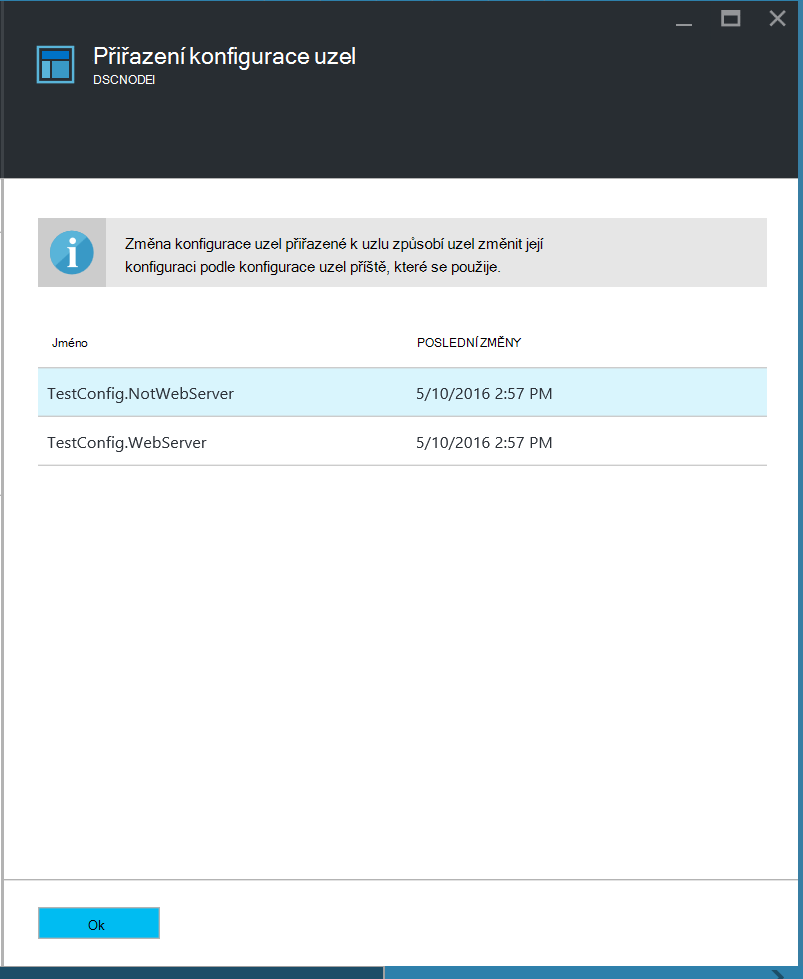 Přiřazení konfigurace uzel
DSCNODEI
Změna konfigurace uzel přiřazené k uzlu způsobí uzel změnit její
konfiguraci podle konfigurace uzel příště, které se použije.
Jméno POSLEDNÍ ZMĚNY
TestConfig.NotWebServer 5/10/2016 2:57 PM
TestConfig.WebServer 5/10/2016 2:57 PM
Ok